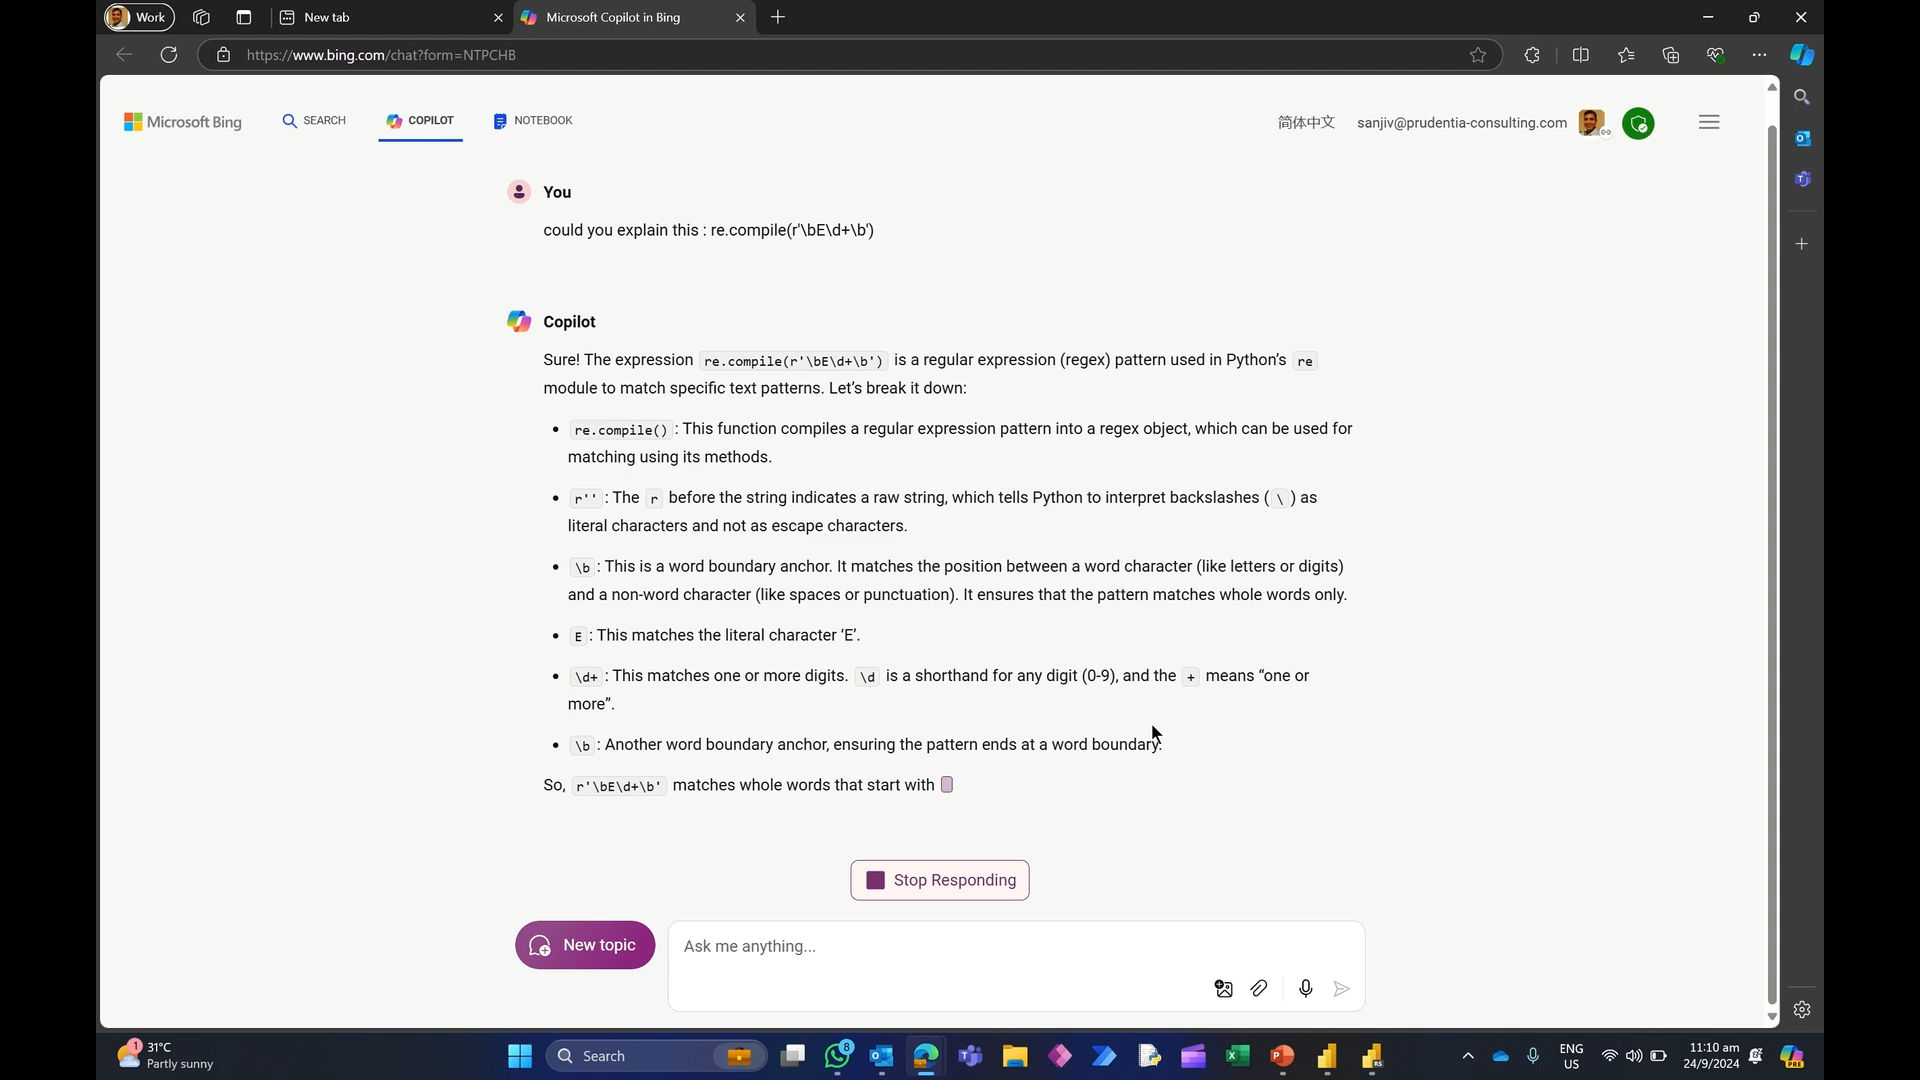 Work
New tab
Microsoft Copilot in Bing
https://www.bing.com/chat?form=NTPCHB
Microsoft Bing
SEARCH
COPILOT
NOTEBOOK
简体中文
sanjiv@prudentia-consulting.com
You
could you explain this : re.compile(r'\bE\d+\b')
Copilot
Sure! The expression re.compile(r'\bE\d+\b') is a regular expression (regex) pattern used in Python’s re
module to match specific text patterns. Let’s break it down:
• re.compile(): This function compiles a regular expression pattern into a regex object, which can be used for
matching using its methods.
• r'': The r before the string indicates a raw string, which tells Python to interpret backslashes (\) as
literal characters and not as escape characters.
• \b: This is a word boundary anchor. It matches the position between a word character (like letters or digits)
and a non-word character (like spaces or punctuation). It ensures that the pattern matches whole words only.
• E: This matches the literal character ‘E’.
• \d+: This matches one or more digits. \d is a shorthand for any digit (0-9), and the + means “one or
more”.
• \b: Another word boundary anchor, ensuring the pattern ends at a word boundary.
So, r'\bE\d+\b' matches whole words that start with
Stop Responding
New topic
Ask me anything...
1
31°C
Partly sunny
Search
8
PRE
ENG
US
11:10 am
24/9/2024